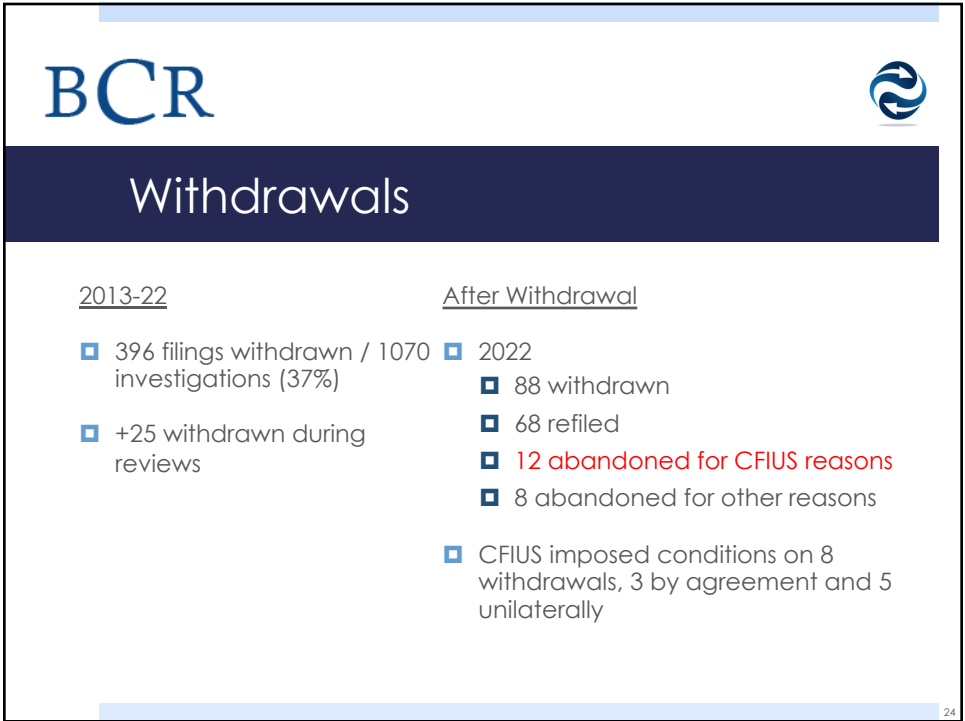 BCR
Withdrawals
2013-22
396 filings withdrawn / 1070
investigations (37%)
+25 withdrawn during
reviews
After Withdrawal
2022
88 withdrawn
68 refiled
12 abandoned for CFIUS reasons
8 abandoned for other reasons
CFIUS imposed conditions on 8
withdrawals, 3 by agreement and 5
unilaterally
24